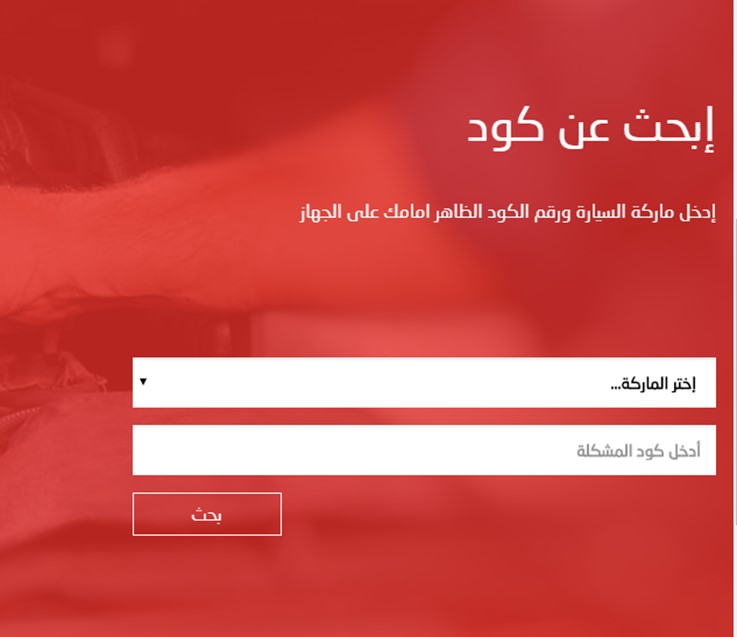 إبحث عن كود
إدخل ماركة السيارة ورقم الكود الظاهر امامك على الجهاز
إختر الماركة...
أدخل كود المشكلة
بحث